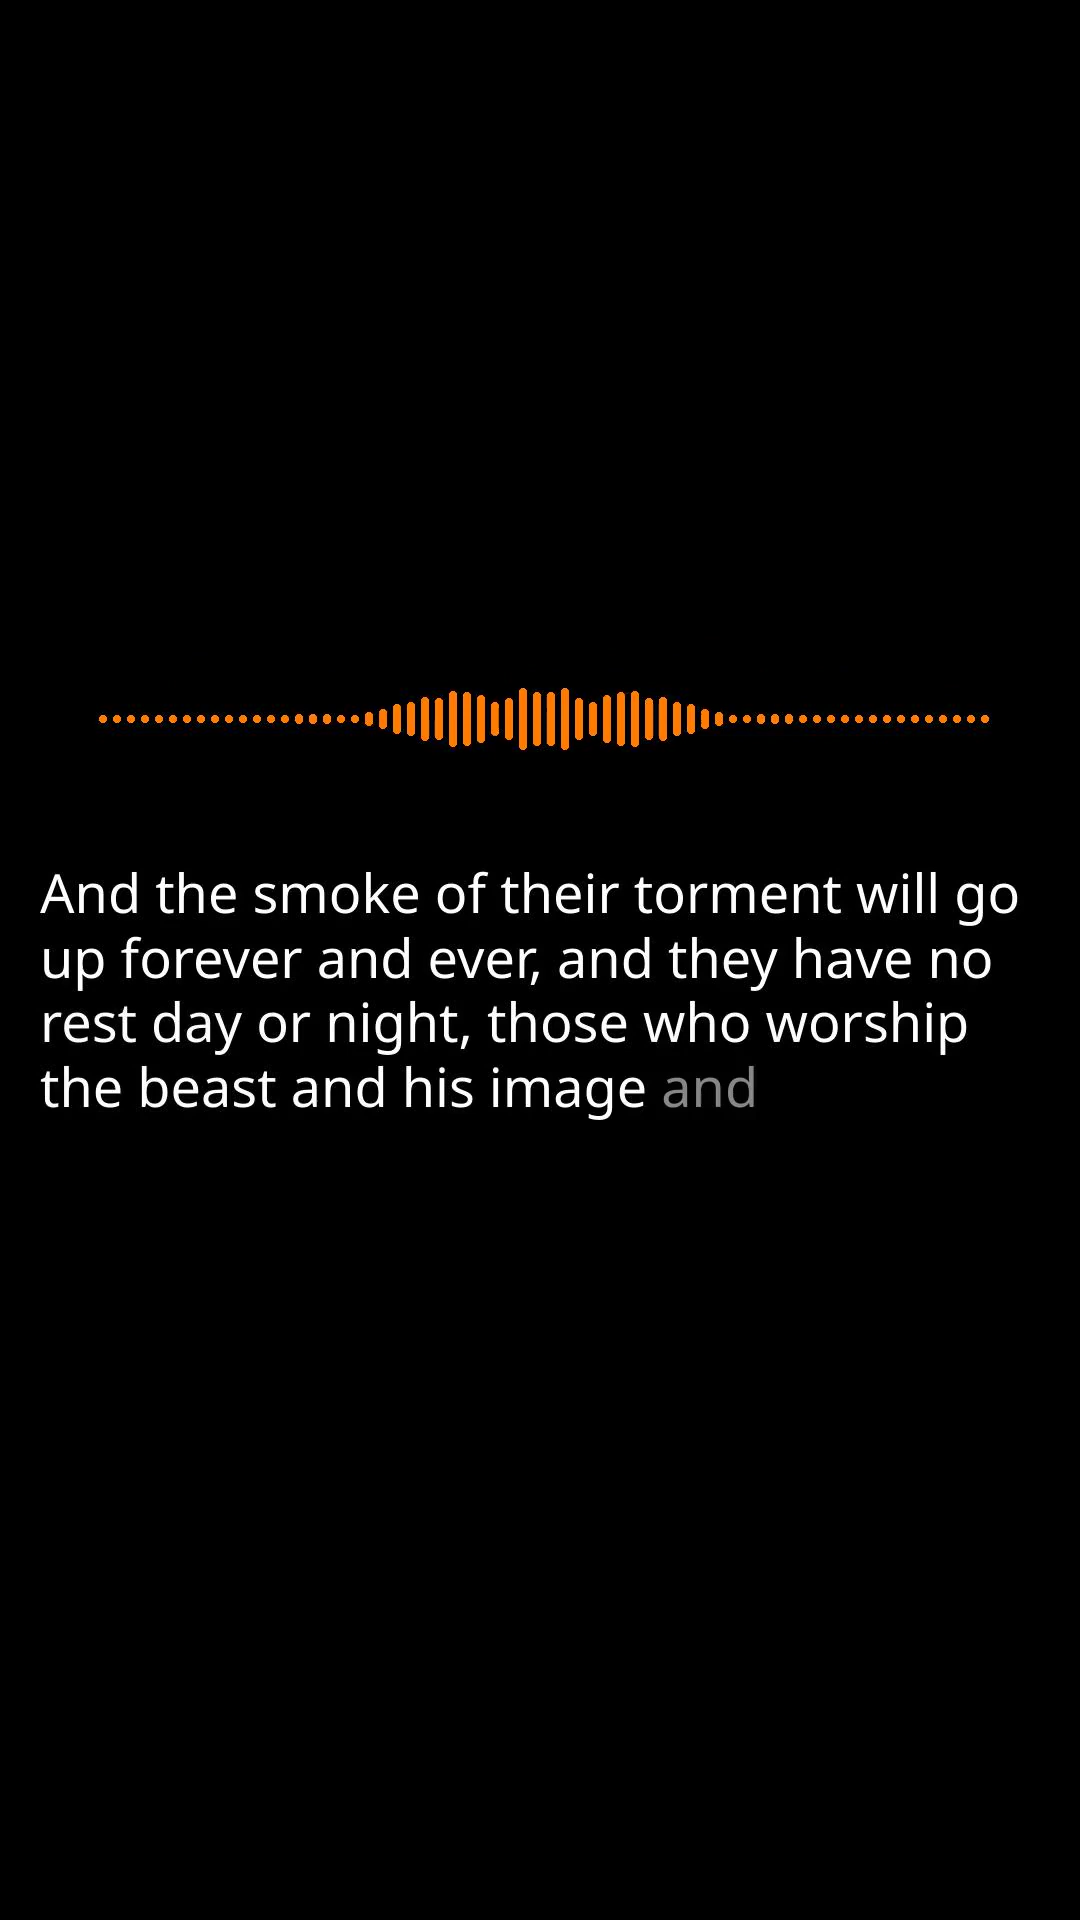 And the smoke of their torment will go
up forever and ever, and they have no
rest day or night, those who worship
the beast and his image and